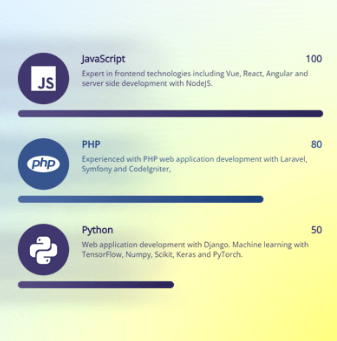 JavaScript 100
Expert in frontend technologies including Vue, React, Angular and
server side development with NodeJS.
JS
PHP 80
Experienced with PHP web application development with Laravel,
Symfony and CodeIgniter,
php
Python 50
Web application development with Django. Machine learning with
TensorFlow, Numpy, Scikit, Keras and PyTorch.